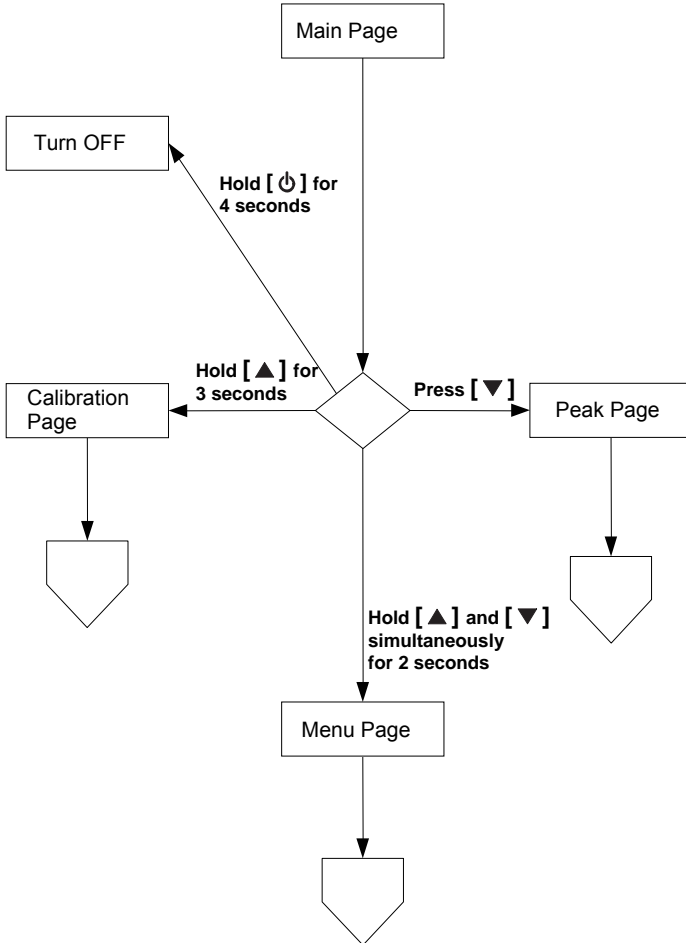 Main Page
Turn OFF
Hold [ ⏻ ] for
4 seconds
Hold [ ▲ ] for
3 seconds
Press [ ▼ ]
Calibration
Page
Peak Page
Hold [ ▲ ] and [ ▼ ]
simultaneously
for 2 seconds
Menu Page